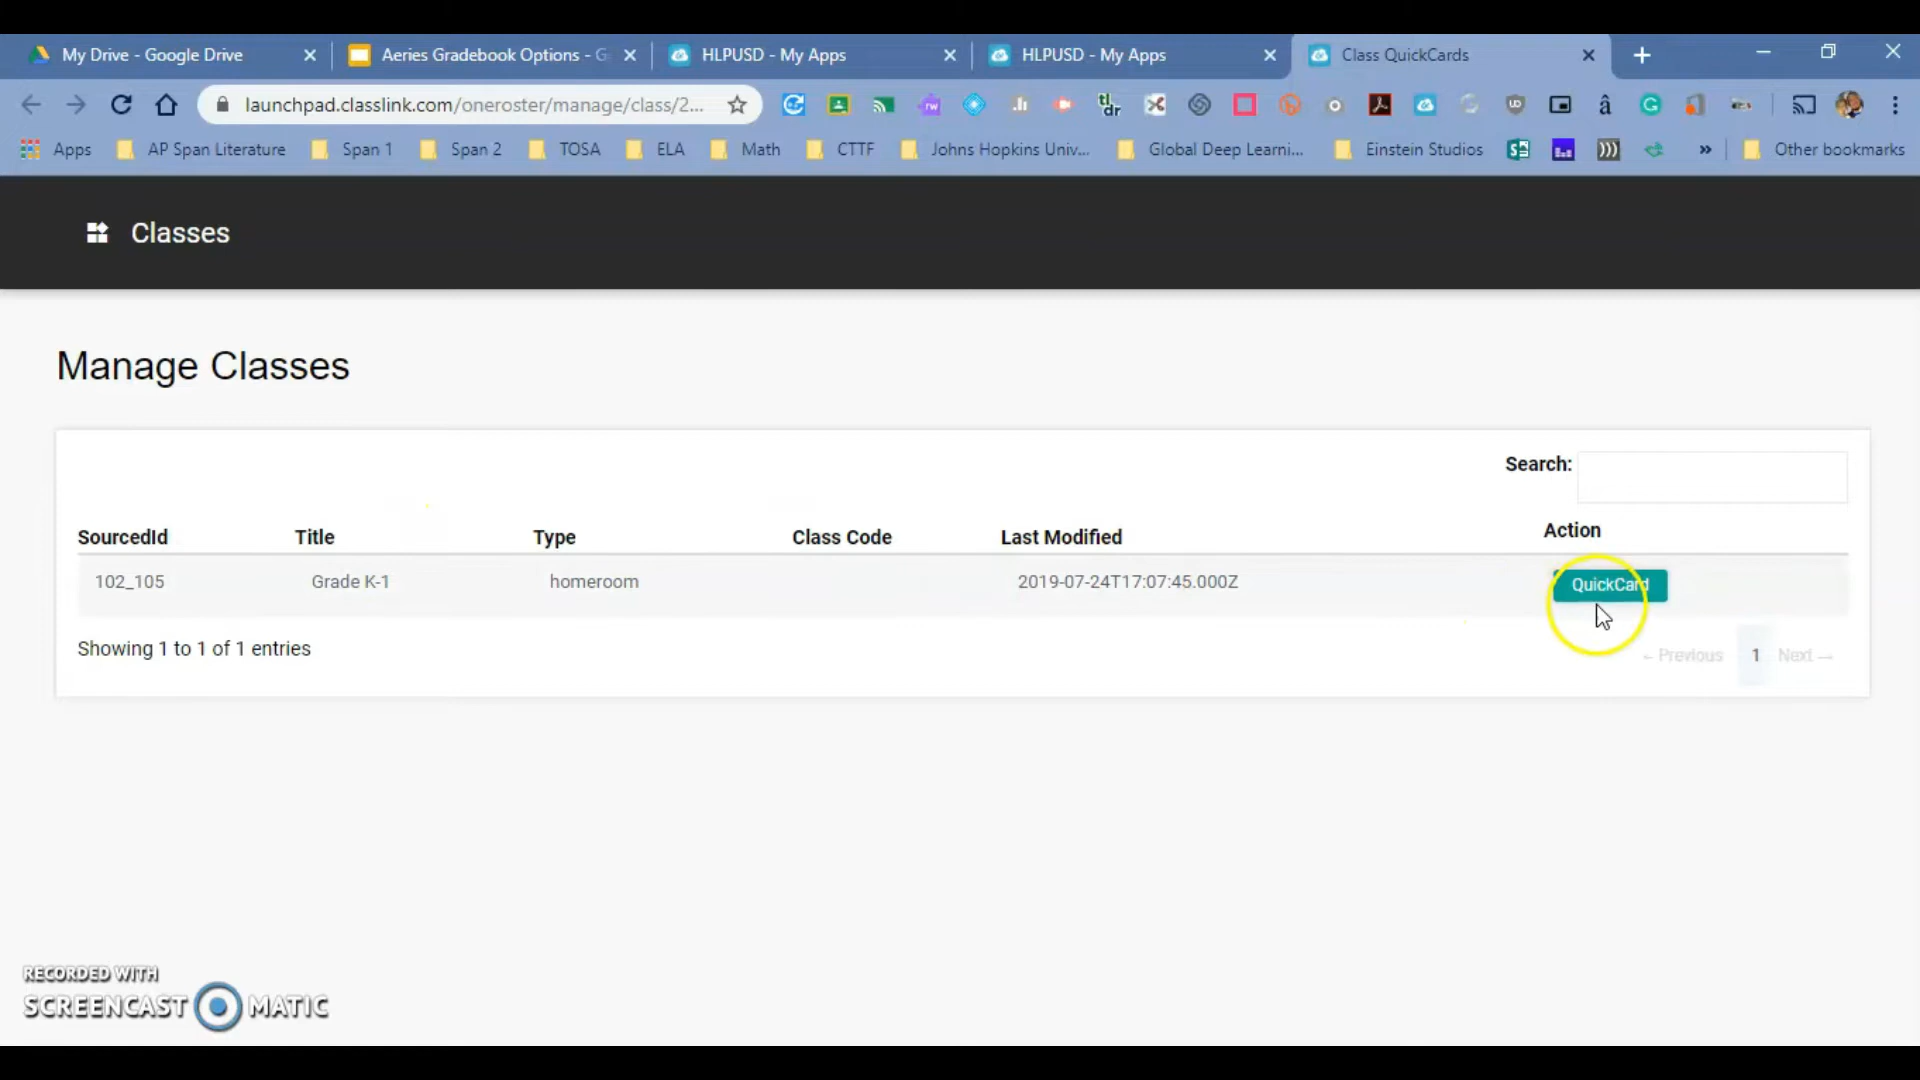 My Drive - Google Drive
Aeries Gradebook Options - G
HLPUSD - My Apps
HLPUSD - My Apps
Class QuickCards
launchpad.classlink.com/oneroster/manage/class/2...
Apps
AP Span Literature
Span 1
Span 2
TOSA
ELA
Math
CTTF
Johns Hopkins Univ...
Global Deep Learni...
Einstein Studios
Other bookmarks
Classes
Manage Classes
Search:
SourcedId Title Type Class Code Last Modified Action
102_105 Grade K-1 homeroom 2019-07-24T17:07:45.000Z QuickCard
Showing 1 to 1 of 1 entries
← Previous 1 Next →
RECORDED WITH
SCREENCAST MATIC